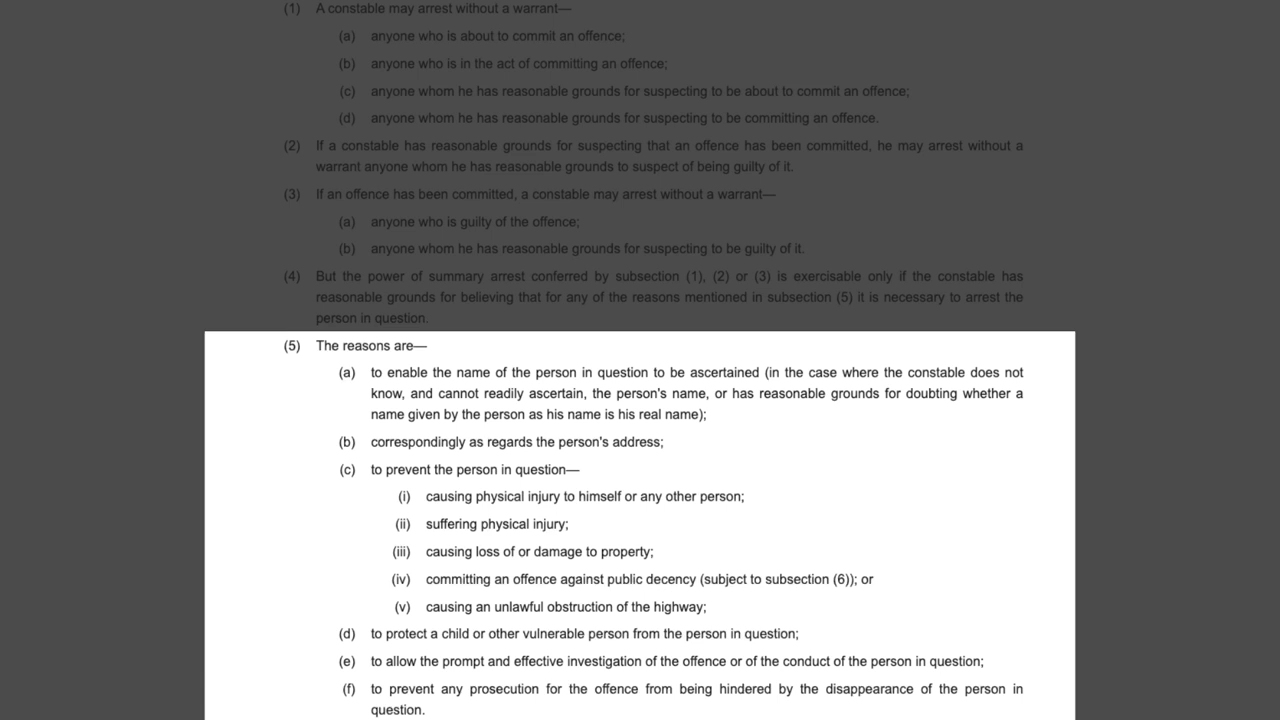 (1) A constable may arrest without a warrant—
(a) anyone who is about to commit an offence;
(b) anyone who is in the act of committing an offence;
(c) anyone whom he has reasonable grounds for suspecting to be about to commit an offence;
(d) anyone whom he has reasonable grounds for suspecting to be committing an offence.
(2) If a constable has reasonable grounds for suspecting that an offence has been committed, he may arrest without a
warrant anyone whom he has reasonable grounds to suspect of being guilty of it.
(3) If an offence has been committed, a constable may arrest without a warrant—
(a) anyone who is guilty of the offence;
(b) anyone whom he has reasonable grounds for suspecting to be guilty of it.
(4) But the power of summary arrest conferred by subsection (1), (2) or (3) is exercisable only if the constable has
reasonable grounds for believing that for any of the reasons mentioned in subsection (5) it is necessary to arrest the
person in question.
(5) The reasons are—
(a) to enable the name of the person in question to be ascertained (in the case where the constable does not
know, and cannot readily ascertain, the person's name, or has reasonable grounds for doubting whether a
name given by the person as his name is his real name);
(b) correspondingly as regards the person's address;
(c) to prevent the person in question—
(i) causing physical injury to himself or any other person;
(ii) suffering physical injury;
(iii) causing loss of or damage to property;
(iv) committing an offence against public decency (subject to subsection (6)); or
(v) causing an unlawful obstruction of the highway;
(d) to protect a child or other vulnerable person from the person in question;
(e) to allow the prompt and effective investigation of the offence or of the conduct of the person in question;
(f) to prevent any prosecution for the offence from being hindered by the disappearance of the person in
question.